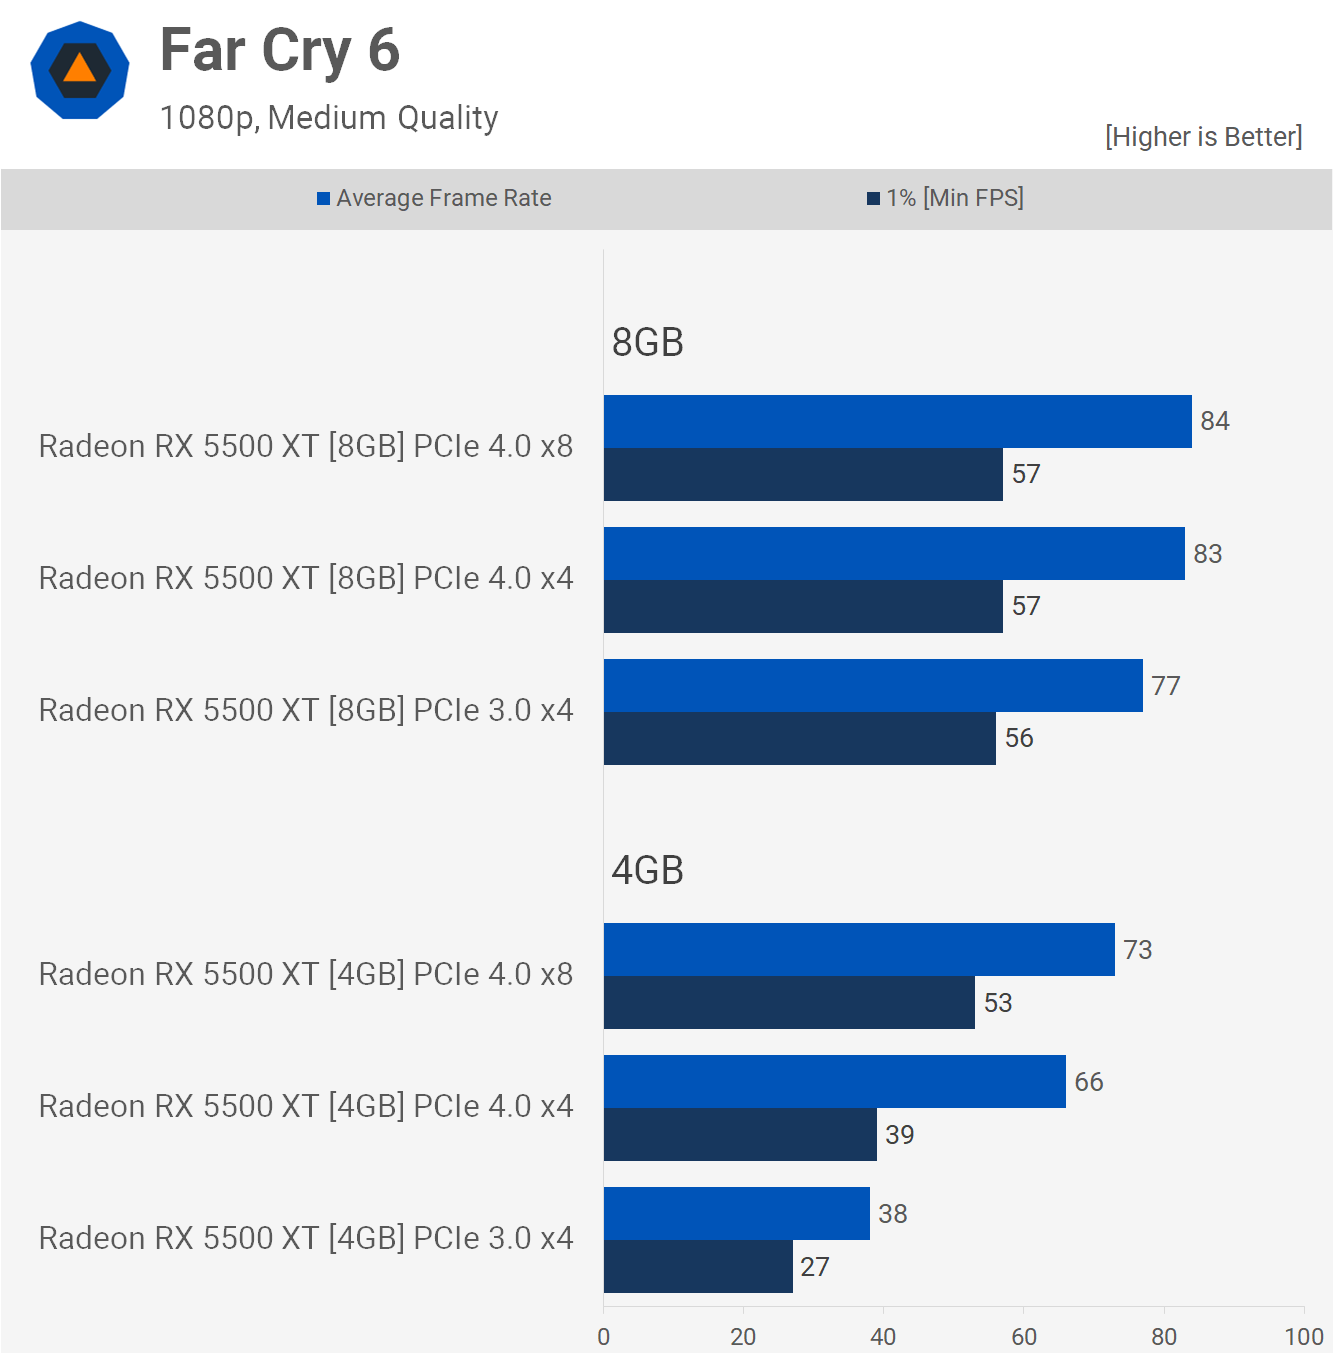 Far Cry 6
1080p, Medium Quality
[Higher is Better]
Average Frame Rate
1% [Min FPS]
8GB
Radeon RX 5500 XT [8GB] PCIe 4.0 x8
84
57
Radeon RX 5500 XT [8GB] PCIe 4.0 x4
83
57
Radeon RX 5500 XT [8GB] PCIe 3.0 x4
77
56
4GB
Radeon RX 5500 XT [4GB] PCIe 4.0 x8
73
53
Radeon RX 5500 XT [4GB] PCIe 4.0 x4
66
39
Radeon RX 5500 XT [4GB] PCIe 3.0 x4
38
27
0 20 40 60 80 100